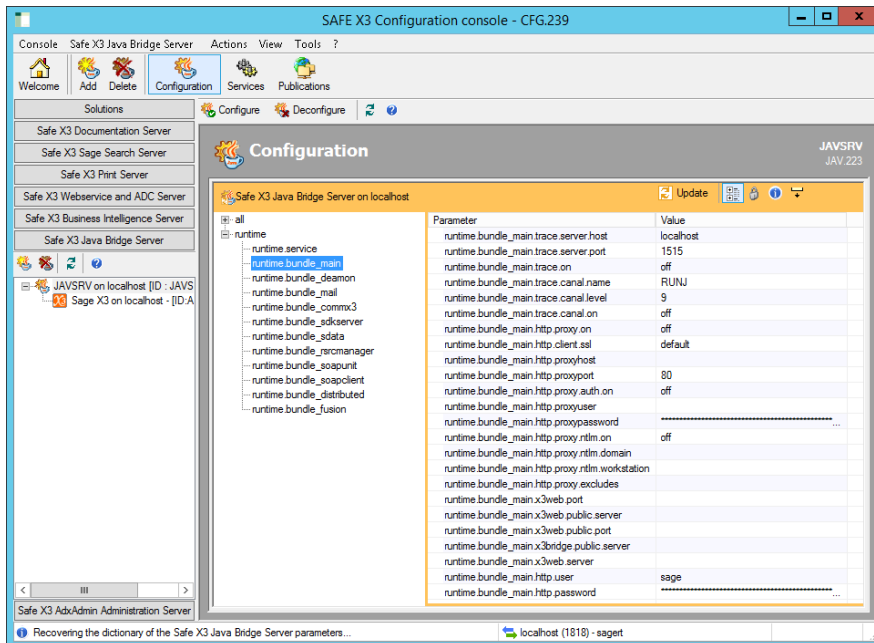 SAFE X3 Configuration console - CFG.239
Console Safe X3 Java Bridge Server Actions View Tools ?
Welcome Add Delete Configuration Services Publications
Solutions
Safe X3 Documentation Server
Safe X3 Sage Search Server
Safe X3 Print Server
Safe X3 Webservice and ADC Server
Safe X3 Business Intelligence Server
Safe X3 Java Bridge Server
JAVSRV on localhost [ID : JAVS
Sage X3 on localhost - [ID:A
Safe X3 AdxAdmin Administration Server
Configure Deconfigure
Configuration
JAVSRV
JAV.223
Safe X3 Java Bridge Server on localhost
Update
all
runtime
runtime.service
runtime.bundle_main
runtime.bundle_deamon
runtime.bundle_mail
runtime.bundle_commx3
runtime.bundle_sdkserver
runtime.bundle_sdata
runtime.bundle_rsrcmanager
runtime.bundle_soapunit
runtime.bundle_soapclient
runtime.bundle_distributed
runtime.bundle_fusion
Parameter Value
runtime.bundle_main.trace.server.host localhost
runtime.bundle_main.trace.server.port 1515
runtime.bundle_main.trace.on off
runtime.bundle_main.trace.canal.name RUNJ
runtime.bundle_main.trace.canal.level 9
runtime.bundle_main.trace.canal.on off
runtime.bundle_main.http.proxy.on off
runtime.bundle_main.http.client.ssl default
runtime.bundle_main.http.proxyhost
runtime.bundle_main.http.proxyport 80
runtime.bundle_main.http.proxy.auth.on off
runtime.bundle_main.http.proxyuser
runtime.bundle_main.http.proxypassword
runtime.bundle_main.http.proxy.ntlm.on off
runtime.bundle_main.http.proxy.ntlm.domain
runtime.bundle_main.http.proxy.ntlm.workstation
runtime.bundle_main.http.proxy.excludes
runtime.bundle_main.x3web.port
runtime.bundle_main.x3web.public.server
runtime.bundle_main.x3web.public.port
runtime.bundle_main.x3bridge.public.server
runtime.bundle_main.x3web.server
runtime.bundle_main.http.user sage
runtime.bundle_main.http.password
Recovering the dictionary of the Safe X3 Java Bridge Server parameters...
localhost (1818) - sagert